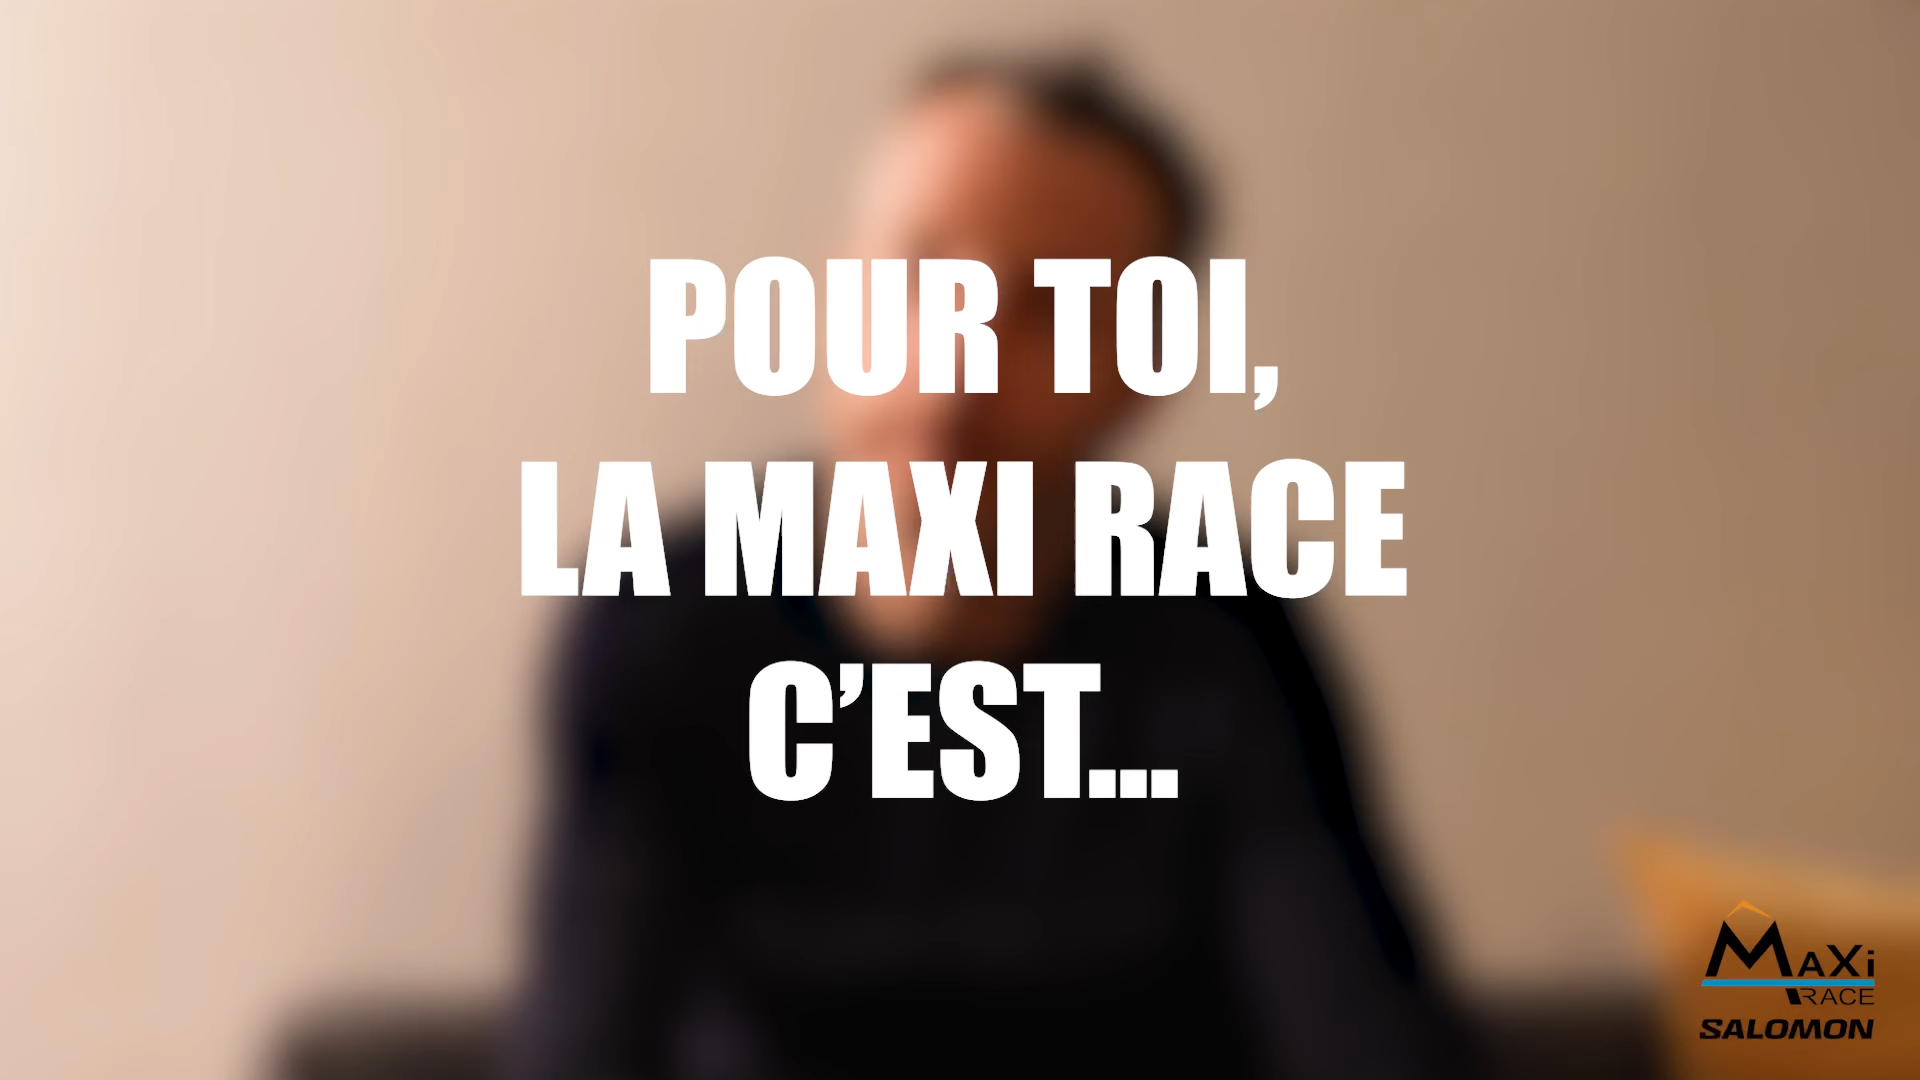 POUR TOI,
LA MAXI RACE
C’EST...
MAXi
RACE
SALOMON